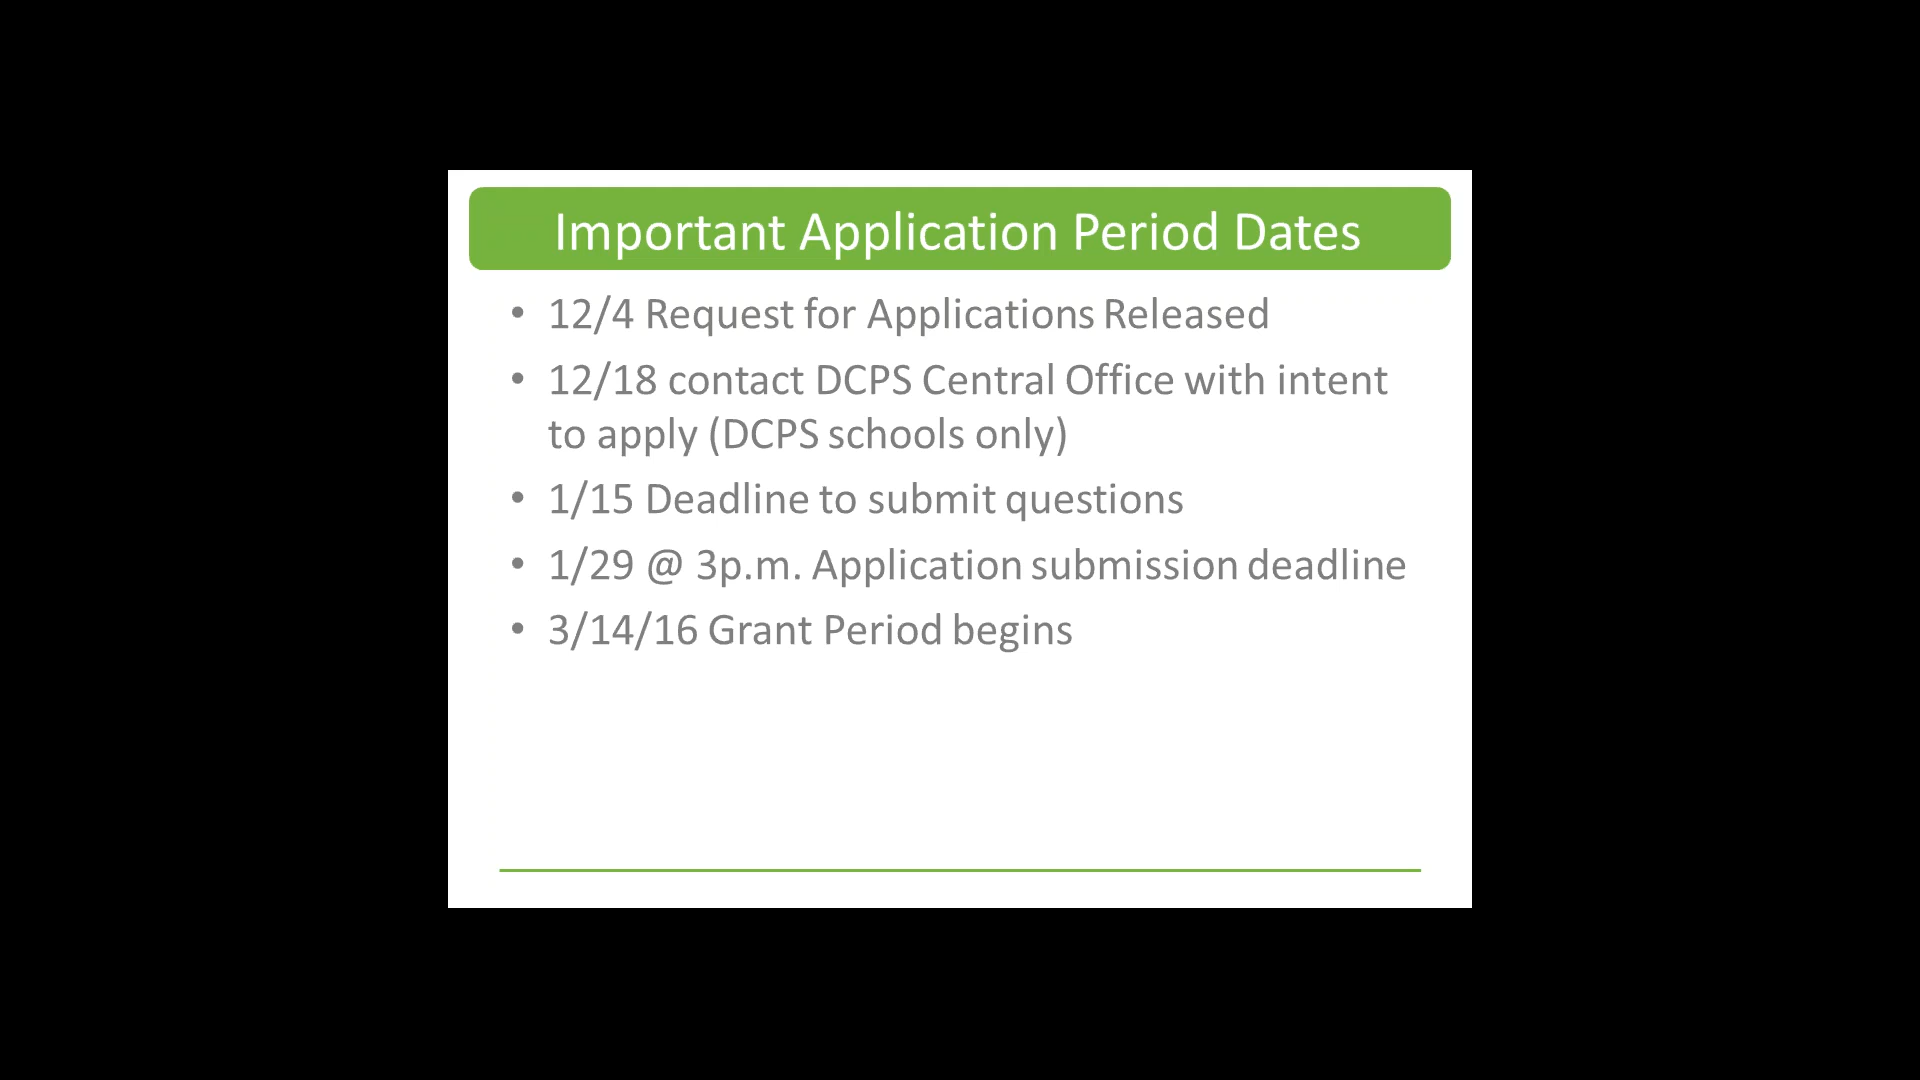 Important Application Period Dates
• 12/4 Request for Applications Released
• 12/18 contact DCPS Central Office with intent
to apply (DCPS schools only)
• 1/15 Deadline to submit questions
• 1/29 @ 3p.m. Application submission deadline
• 3/14/16 Grant Period begins